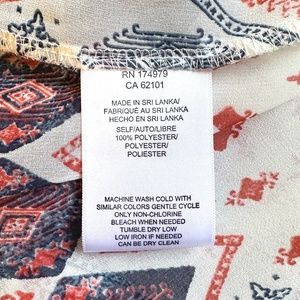 RN 174979
CA 62101
MADE IN SRI LANKA/
FABRIQUÉ AU SRI LANKA
HECHO EN SRI LANKA
SELF/AUTO/LIBRE
100% POLYESTER/
POLYESTER/
POLIESTER
MACHINE WASH COLD WITH
SIMILAR COLORS GENTLE CYCLE
ONLY NON-CHLORINE
BLEACH WHEN NEEDED
TUMBLE DRY LOW
LOW IRON IF NEEDED
CAN BE DRY CLEAN